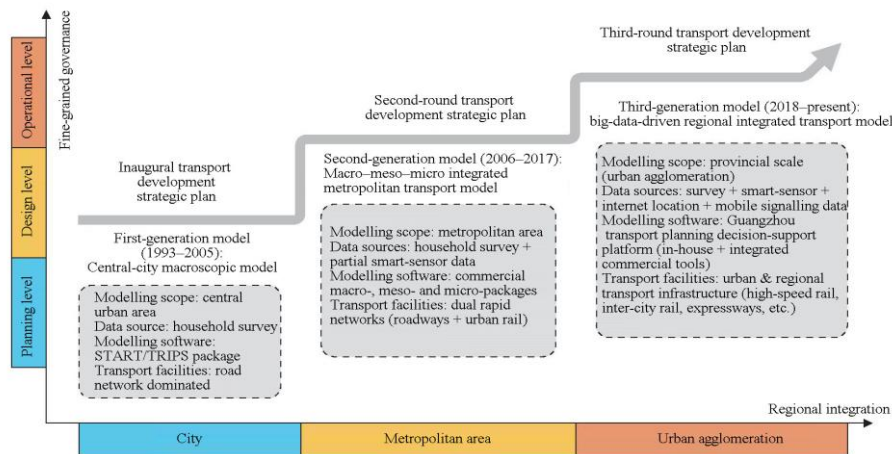 Operational level
Design level
Planning level
Fine-grained governance
Inaugural transport
development
strategic plan
First-generation model
(1993–2005):
Central-city macroscopic model
Modelling scope: central
urban area
Data source: household survey
Modelling software:
START/TRIPS package
Transport facilities: road
network dominated
Second-round transport
development strategic plan
Second-generation model (2006–2017):
Macro–meso–micro integrated
metropolitan transport model
Modelling scope: metropolitan area
Data sources: household survey +
partial smart-sensor data
Modelling software: commercial
macro-, meso- and micro-packages
Transport facilities: dual rapid
networks (roadways + urban rail)
Third-round transport development
strategic plan
Third-generation model (2018–present):
big-data-driven regional integrated transport model
Modelling scope: provincial scale
(urban agglomeration)
Data sources: survey + smart-sensor +
internet location + mobile signalling data
Modelling software: Guangzhou
transport planning decision-support
platform (in-house + integrated
commercial tools)
Transport facilities: urban & regional
transport infrastructure (high-speed rail,
inter-city rail, expressways, etc.)
Regional integration
City
Metropolitan area
Urban agglomeration